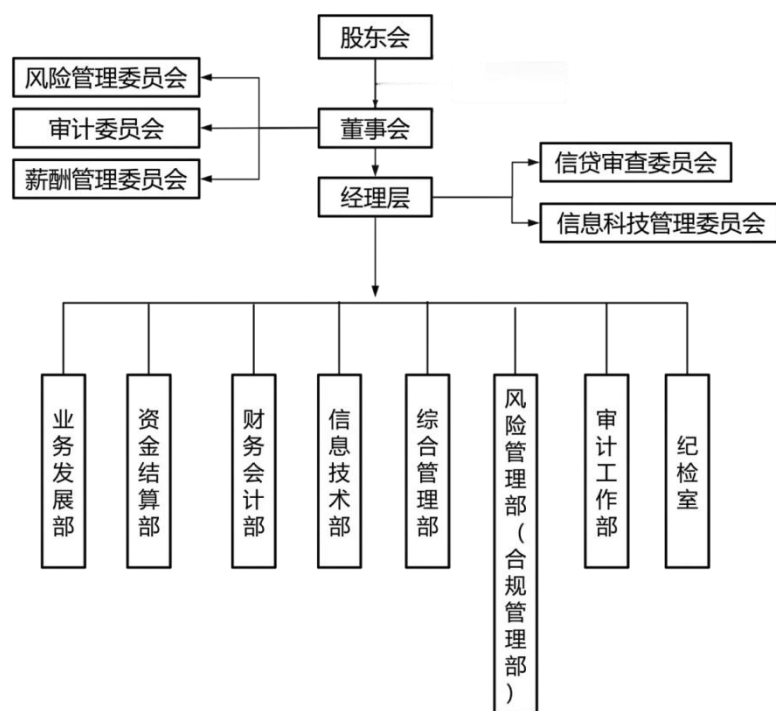 股东会
风险管理委员会
审计委员会
董事会
薪酬管理委员会
信贷审查委员会
经理层
信息科技管理委员会
业务发展部
资金结算部
财务会计部
信息技术部
综合管理部
风险管理部(合规管理部)
审计工作部
纪检室